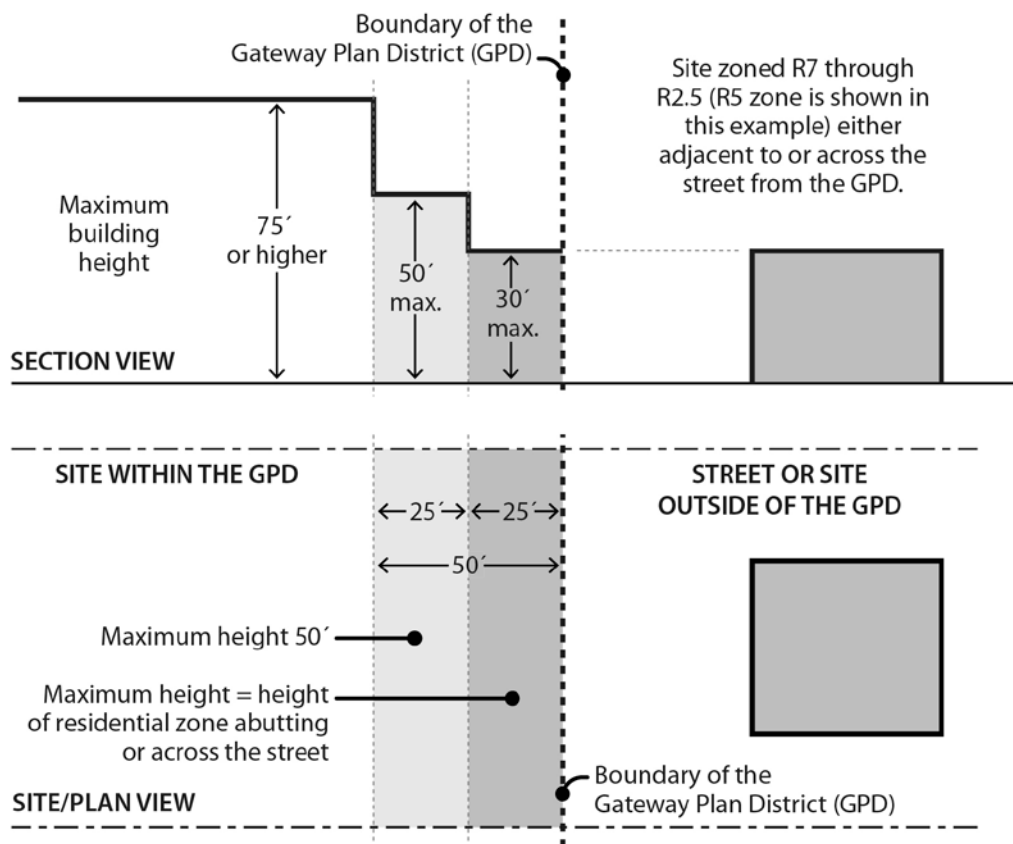 Boundary of the
Gateway Plan District (GPD)
Site zoned R7 through
R2.5 (R5 zone is shown in
this example) either
adjacent to or across the
street from the GPD.
Maximum
building
height
75´
or higher
50´
max.
30´
max.
SECTION VIEW
SITE WITHIN THE GPD
STREET OR SITE
OUTSIDE OF THE GPD
25´
25´
50´
Maximum height 50´
Maximum height = height
of residential zone abutting
or across the street
Boundary of the
Gateway Plan District (GPD)
SITE/PLAN VIEW